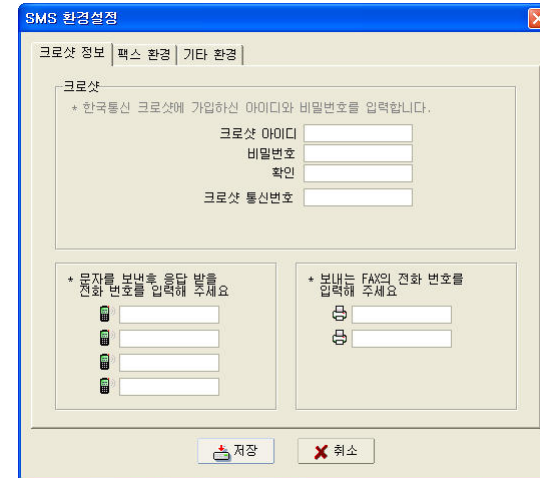 SMS 환경설정
크로샷 정보 팩스 환경 기타 환경
크로샷
* 한국통신 크로샷에 가입하신 아이디와 비밀번호를 입력합니다.
크로샷 아이디
비밀번호
확인
크로샷 통신번호
* 문자를 보낸후 응답 받을
전화 번호를 입력해 주세요
* 보내는 FAX의 전화 번호를
입력해 주세요
저장 취소